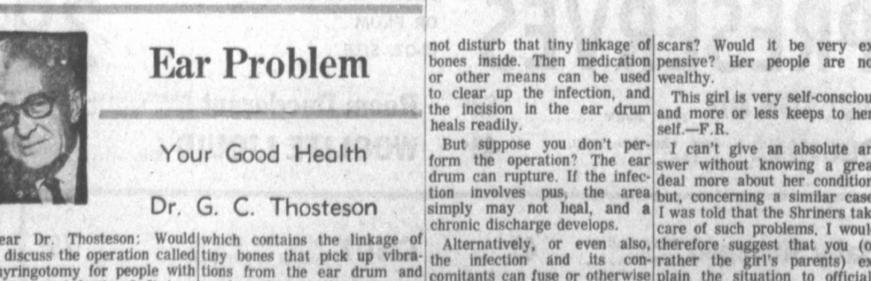 Ear Problem
Your Good Health
Dr. G. C. Thosteson
ear Dr. Thosteson: Would
discuss the operation called
yringotomy for people with
which contains the linkage of
tiny bones that pick up vibra-
tions from the ear drum and
not disturb that tiny linkage of
bones inside. Then medication
or other means can be used
to clear up the infection, and
the incision in the ear drum
heals readily.
But suppose you don't per-
form the operation? The ear
drum can rupture. If the infec-
tion involves pus, the area
simply may not heal, and a
chronic discharge develops.
Alternatively, or even also,
the infection and its con-
comitants can fuse or otherwise
scars? Would it be very ex
pensive? Her people are no
wealthy.
This girl is very self-consciou
and more or less keeps to her
self.—F.R.
I can't give an absolute an
swer without knowing a grea
deal more about her condition
but, concerning a similar case
I was told that the Shriners tak
care of such problems. I woul
therefore suggest that you (o
rather the girl's parents) ex
plain the situation to official